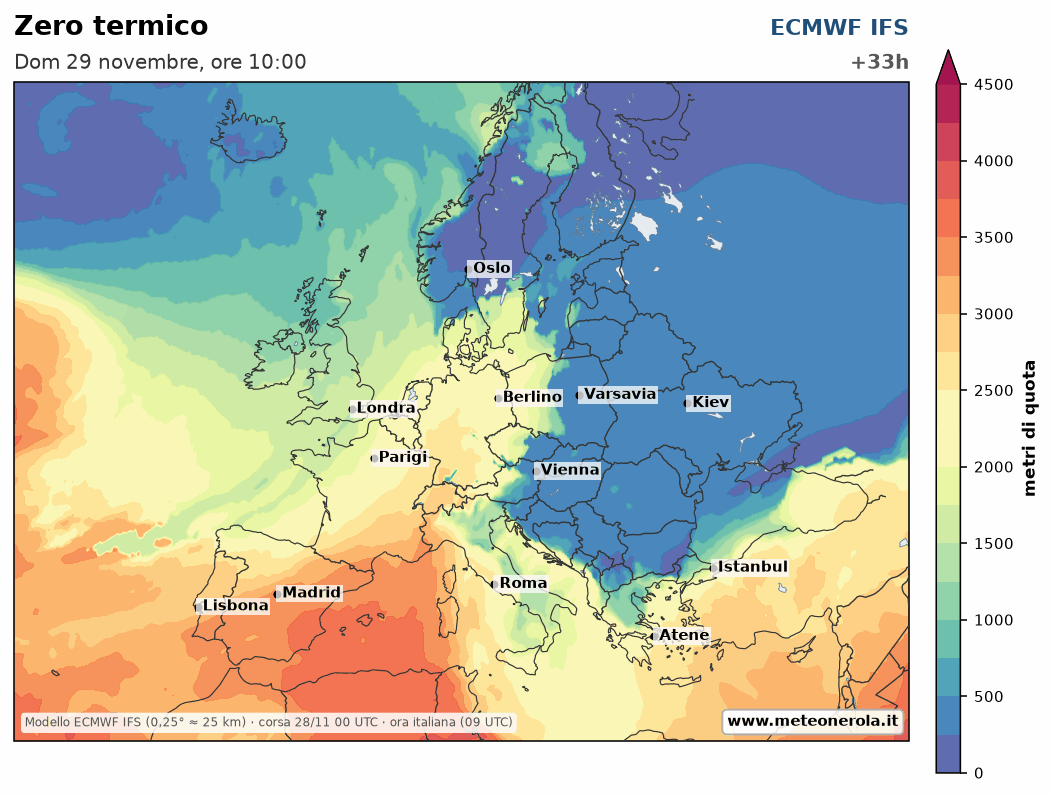 Zero termico
ECMWF IFS
Dom 29 novembre, ore 10:00
+33h
4500
4000
3500
3000
2500
2000
1500
1000
500
0
metri di quota
Oslo
Berlino
Varsavia
Kiev
Londra
Parigi
Vienna
Istanbul
Roma
Madrid
Lisbona
Atene
Modello ECMWF IFS (0,25° ≈ 25 km) · corsa 28/11 00 UTC · ora italiana (09 UTC)
www.meteonerola.it